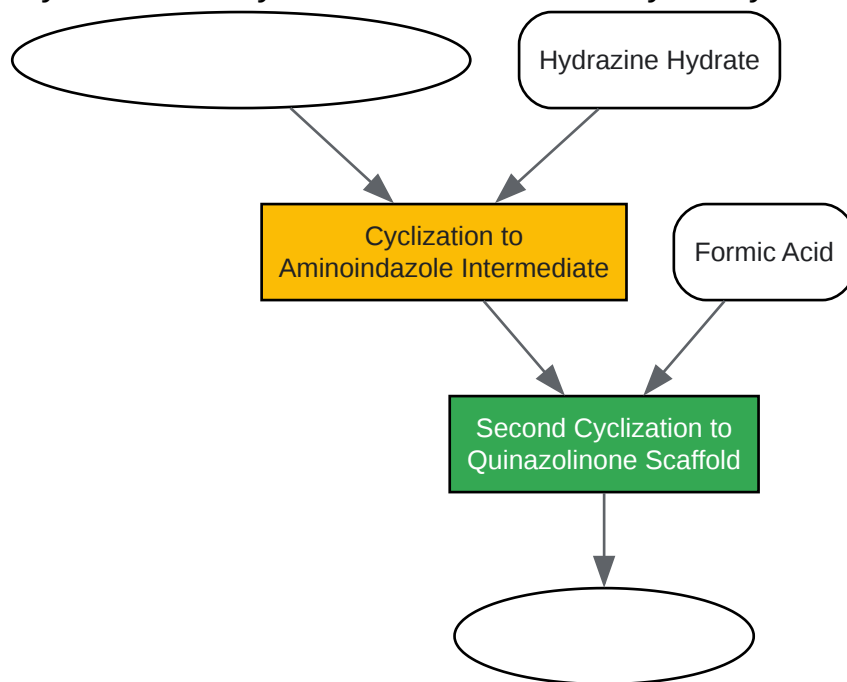 Hydrazine Hydrate
Cyclization to
Aminoindazole Intermediate
Formic Acid
Second Cyclization to
Quinazolinone Scaffold